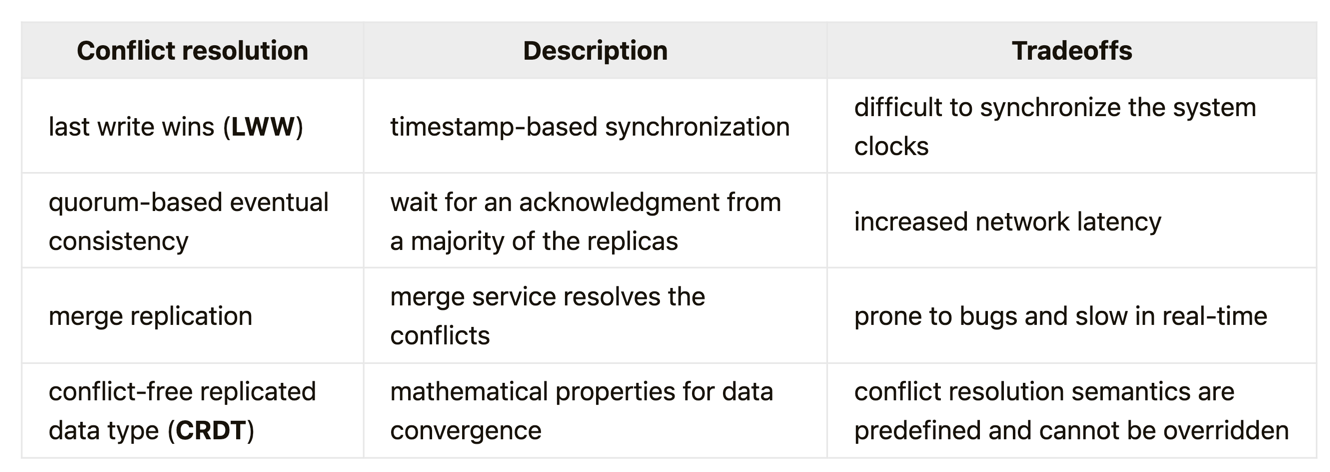 Conflict resolution
Description
Tradeoffs
last write wins (LWW)
timestamp-based synchronization
difficult to synchronize the system
clocks
quorum-based eventual
consistency
wait for an acknowledgment from
a majority of the replicas
increased network latency
merge replication
merge service resolves the
conflicts
prone to bugs and slow in real-time
conflict-free replicated
data type (CRDT)
mathematical properties for data
convergence
conflict resolution semantics are
predefined and cannot be overridden